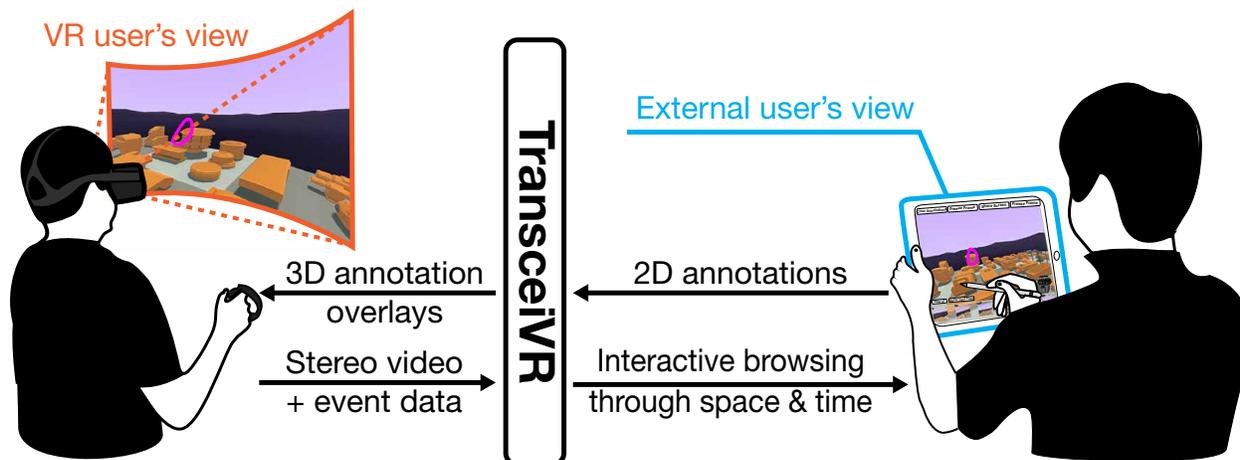 VR user's view
External user's view
TransceiVR
3D annotation
overlays
2D annotations
Stereo video
+ event data
Interactive browsing
through space & time